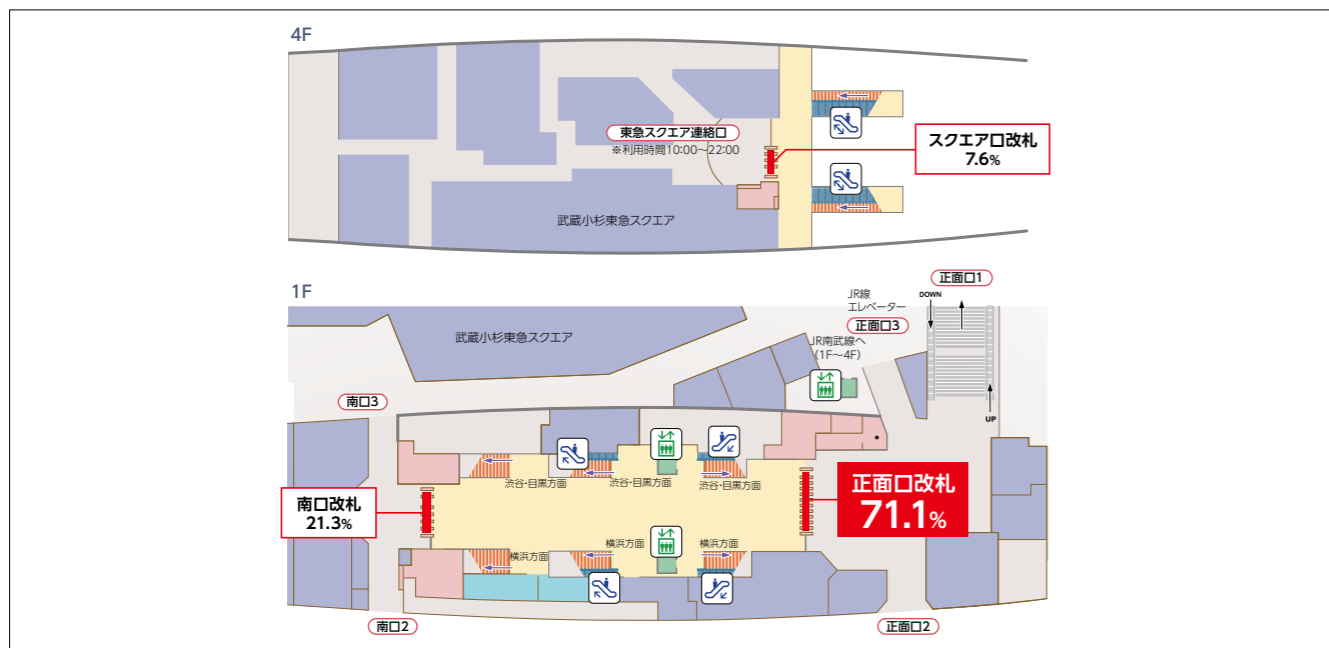 4F
東急スクエア連絡口
※利用時間10:00～22:00
スクエア口改札
7.6%
武蔵小杉東急スクエア
1F
正面口1
JR線
エレベーター
DOWN
正面口3
武蔵小杉東急スクエア
JR南武線へ
(1F～4F)
南口3
UP
渋谷・目黒方面
渋谷・目黒方面
渋谷・目黒方面
南口改札
21.3%
正面口改札
71.1%
横浜方面
横浜方面
横浜方面
南口2
正面口2